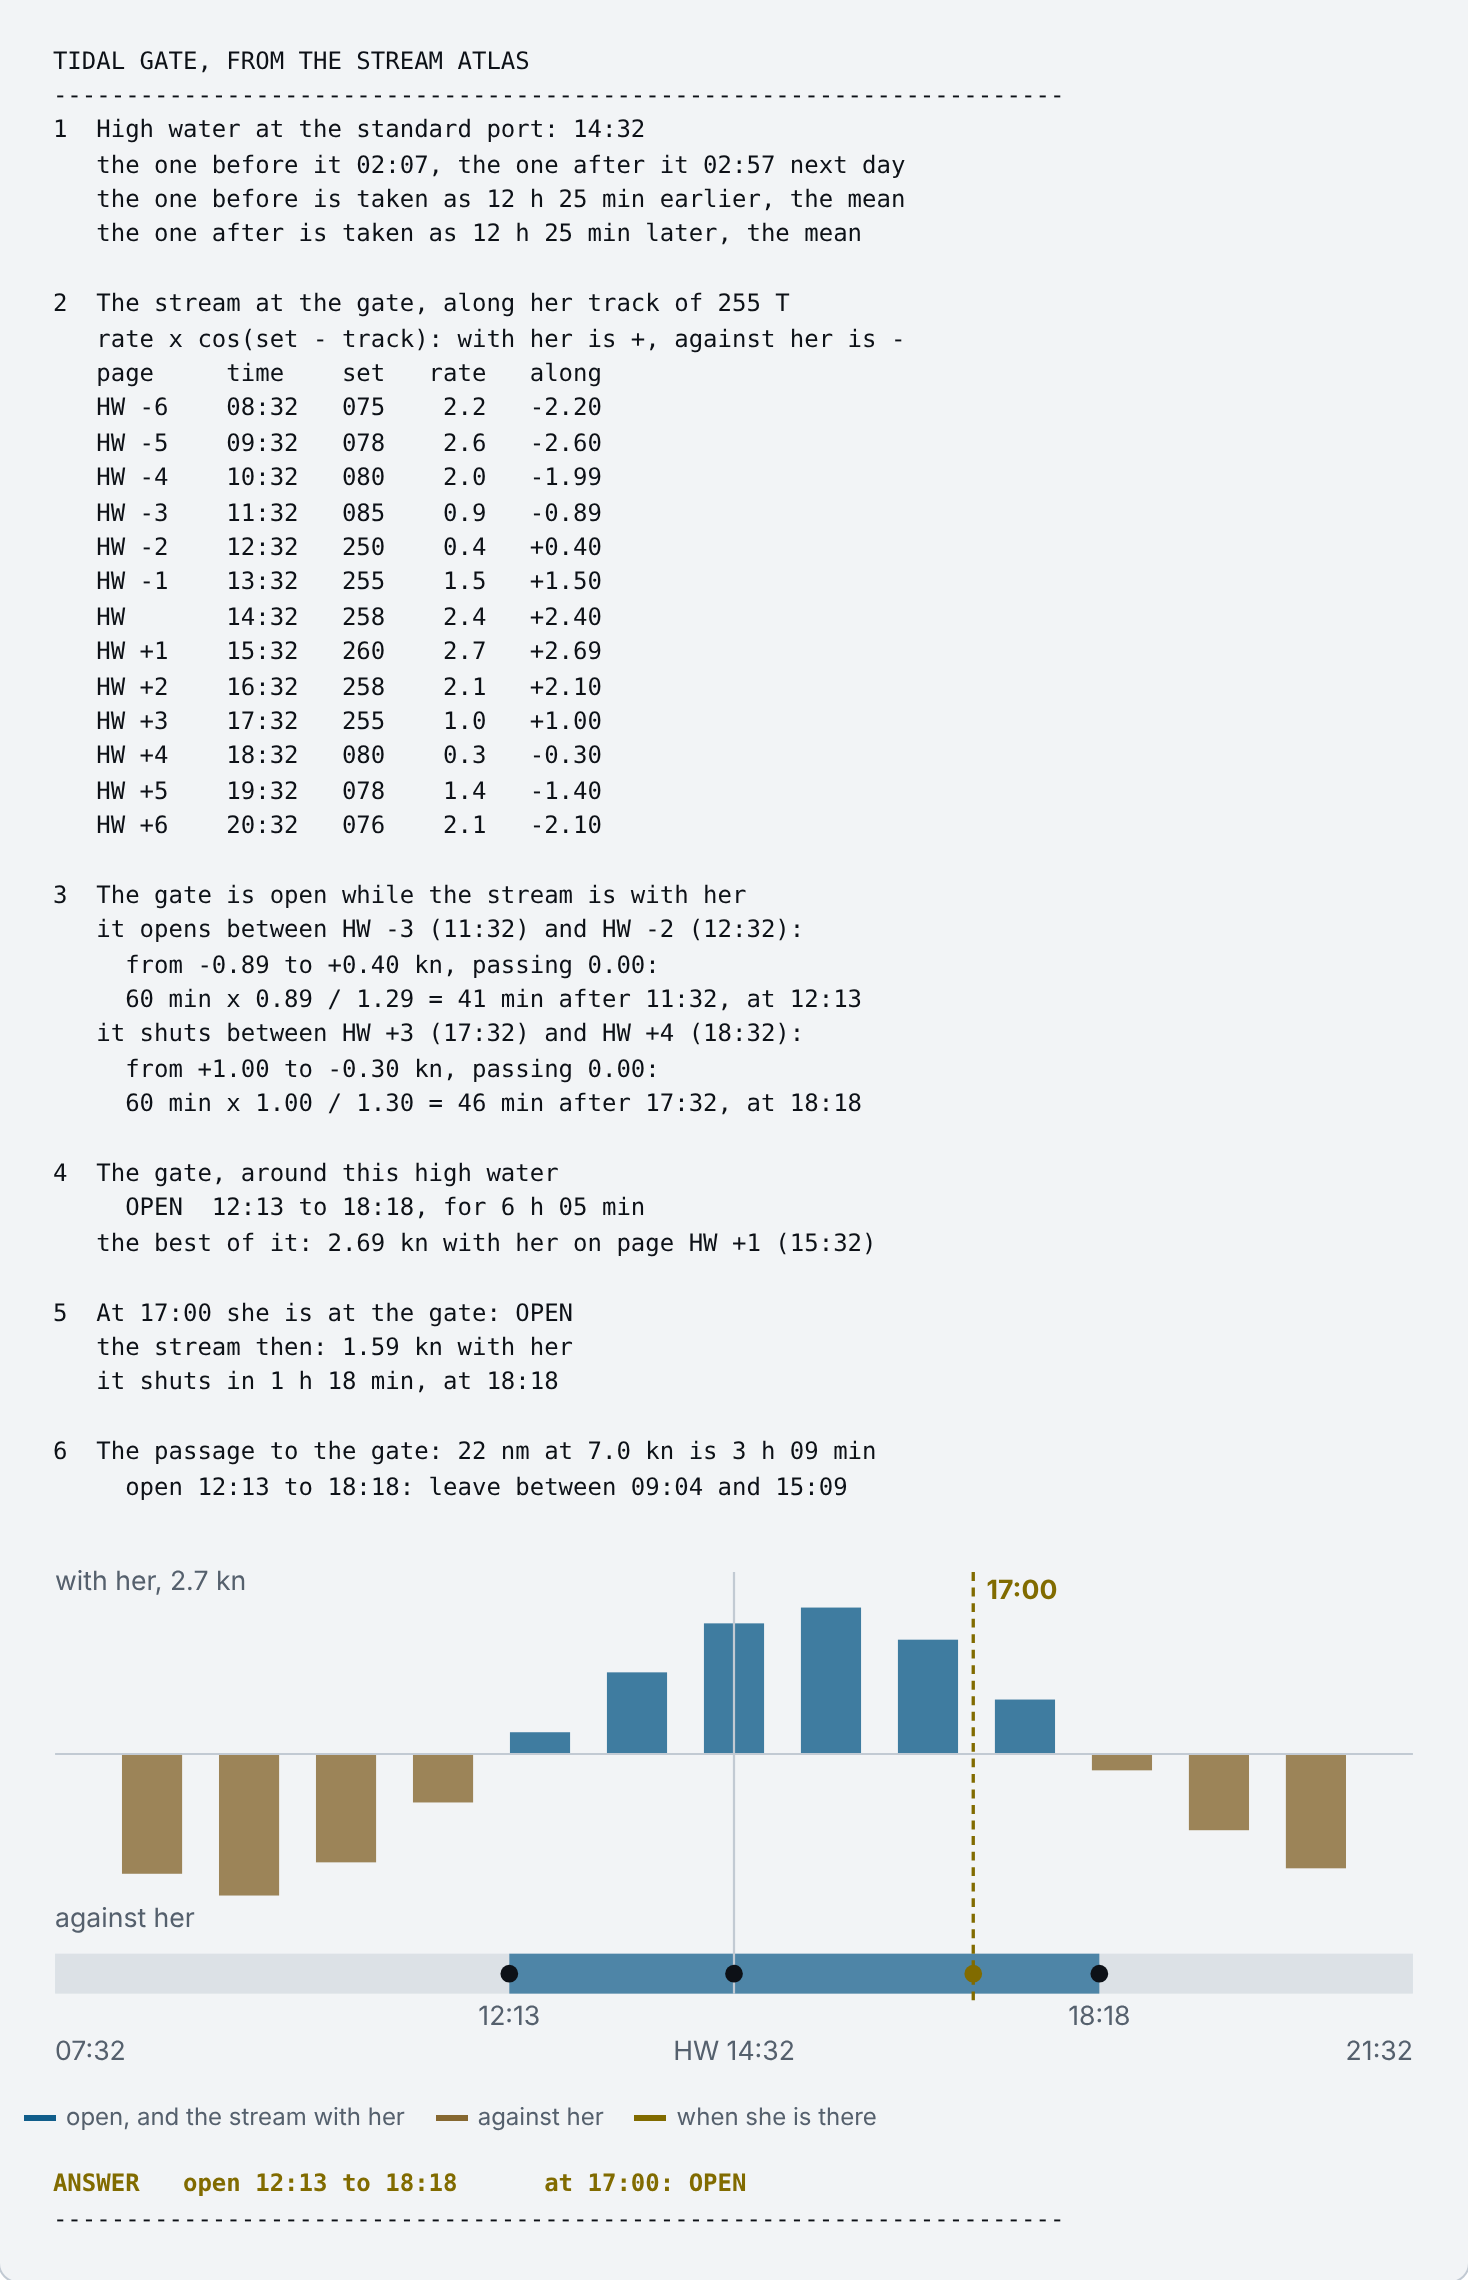 TIDAL GATE, FROM THE STREAM ATLAS
----------------------------------------------------------------------
1  High water at the standard port: 14:32
   the one before it 02:07, the one after it 02:57 next day
   the one before is taken as 12 h 25 min earlier, the mean
   the one after is taken as 12 h 25 min later, the mean

2  The stream at the gate, along her track of 255 T
   rate x cos(set - track): with her is +, against her is -
   page     time    set   rate   along
   HW -6    08:32   075    2.2   -2.20
   HW -5    09:32   078    2.6   -2.60
   HW -4    10:32   080    2.0   -1.99
   HW -3    11:32   085    0.9   -0.89
   HW -2    12:32   250    0.4   +0.40
   HW -1    13:32   255    1.5   +1.50
   HW       14:32   258    2.4   +2.40
   HW +1    15:32   260    2.7   +2.69
   HW +2    16:32   258    2.1   +2.10
   HW +3    17:32   255    1.0   +1.00
   HW +4    18:32   080    0.3   -0.30
   HW +5    19:32   078    1.4   -1.40
   HW +6    20:32   076    2.1   -2.10

3  The gate is open while the stream is with her
   it opens between HW -3 (11:32) and HW -2 (12:32):
     from -0.89 to +0.40 kn, passing 0.00:
     60 min x 0.89 / 1.29 = 41 min after 11:32, at 12:13
   it shuts between HW +3 (17:32) and HW +4 (18:32):
     from +1.00 to -0.30 kn, passing 0.00:
     60 min x 1.00 / 1.30 = 46 min after 17:32, at 18:18

4  The gate, around this high water
     OPEN  12:13 to 18:18, for 6 h 05 min
   the best of it: 2.69 kn with her on page HW +1 (15:32)

5  At 17:00 she is at the gate: OPEN
   the stream then: 1.59 kn with her
   it shuts in 1 h 18 min, at 18:18

6  The passage to the gate: 22 nm at 7.0 kn is 3 h 09 min
     open 12:13 to 18:18: leave between 09:04 and 15:09

with her, 2.7 kn
17:00
against her
12:13   18:18
07:32   HW 14:32   21:32
open, and the stream with her   against her   when she is there
ANSWER   open 12:13 to 18:18      at 17:00: OPEN
----------------------------------------------------------------------